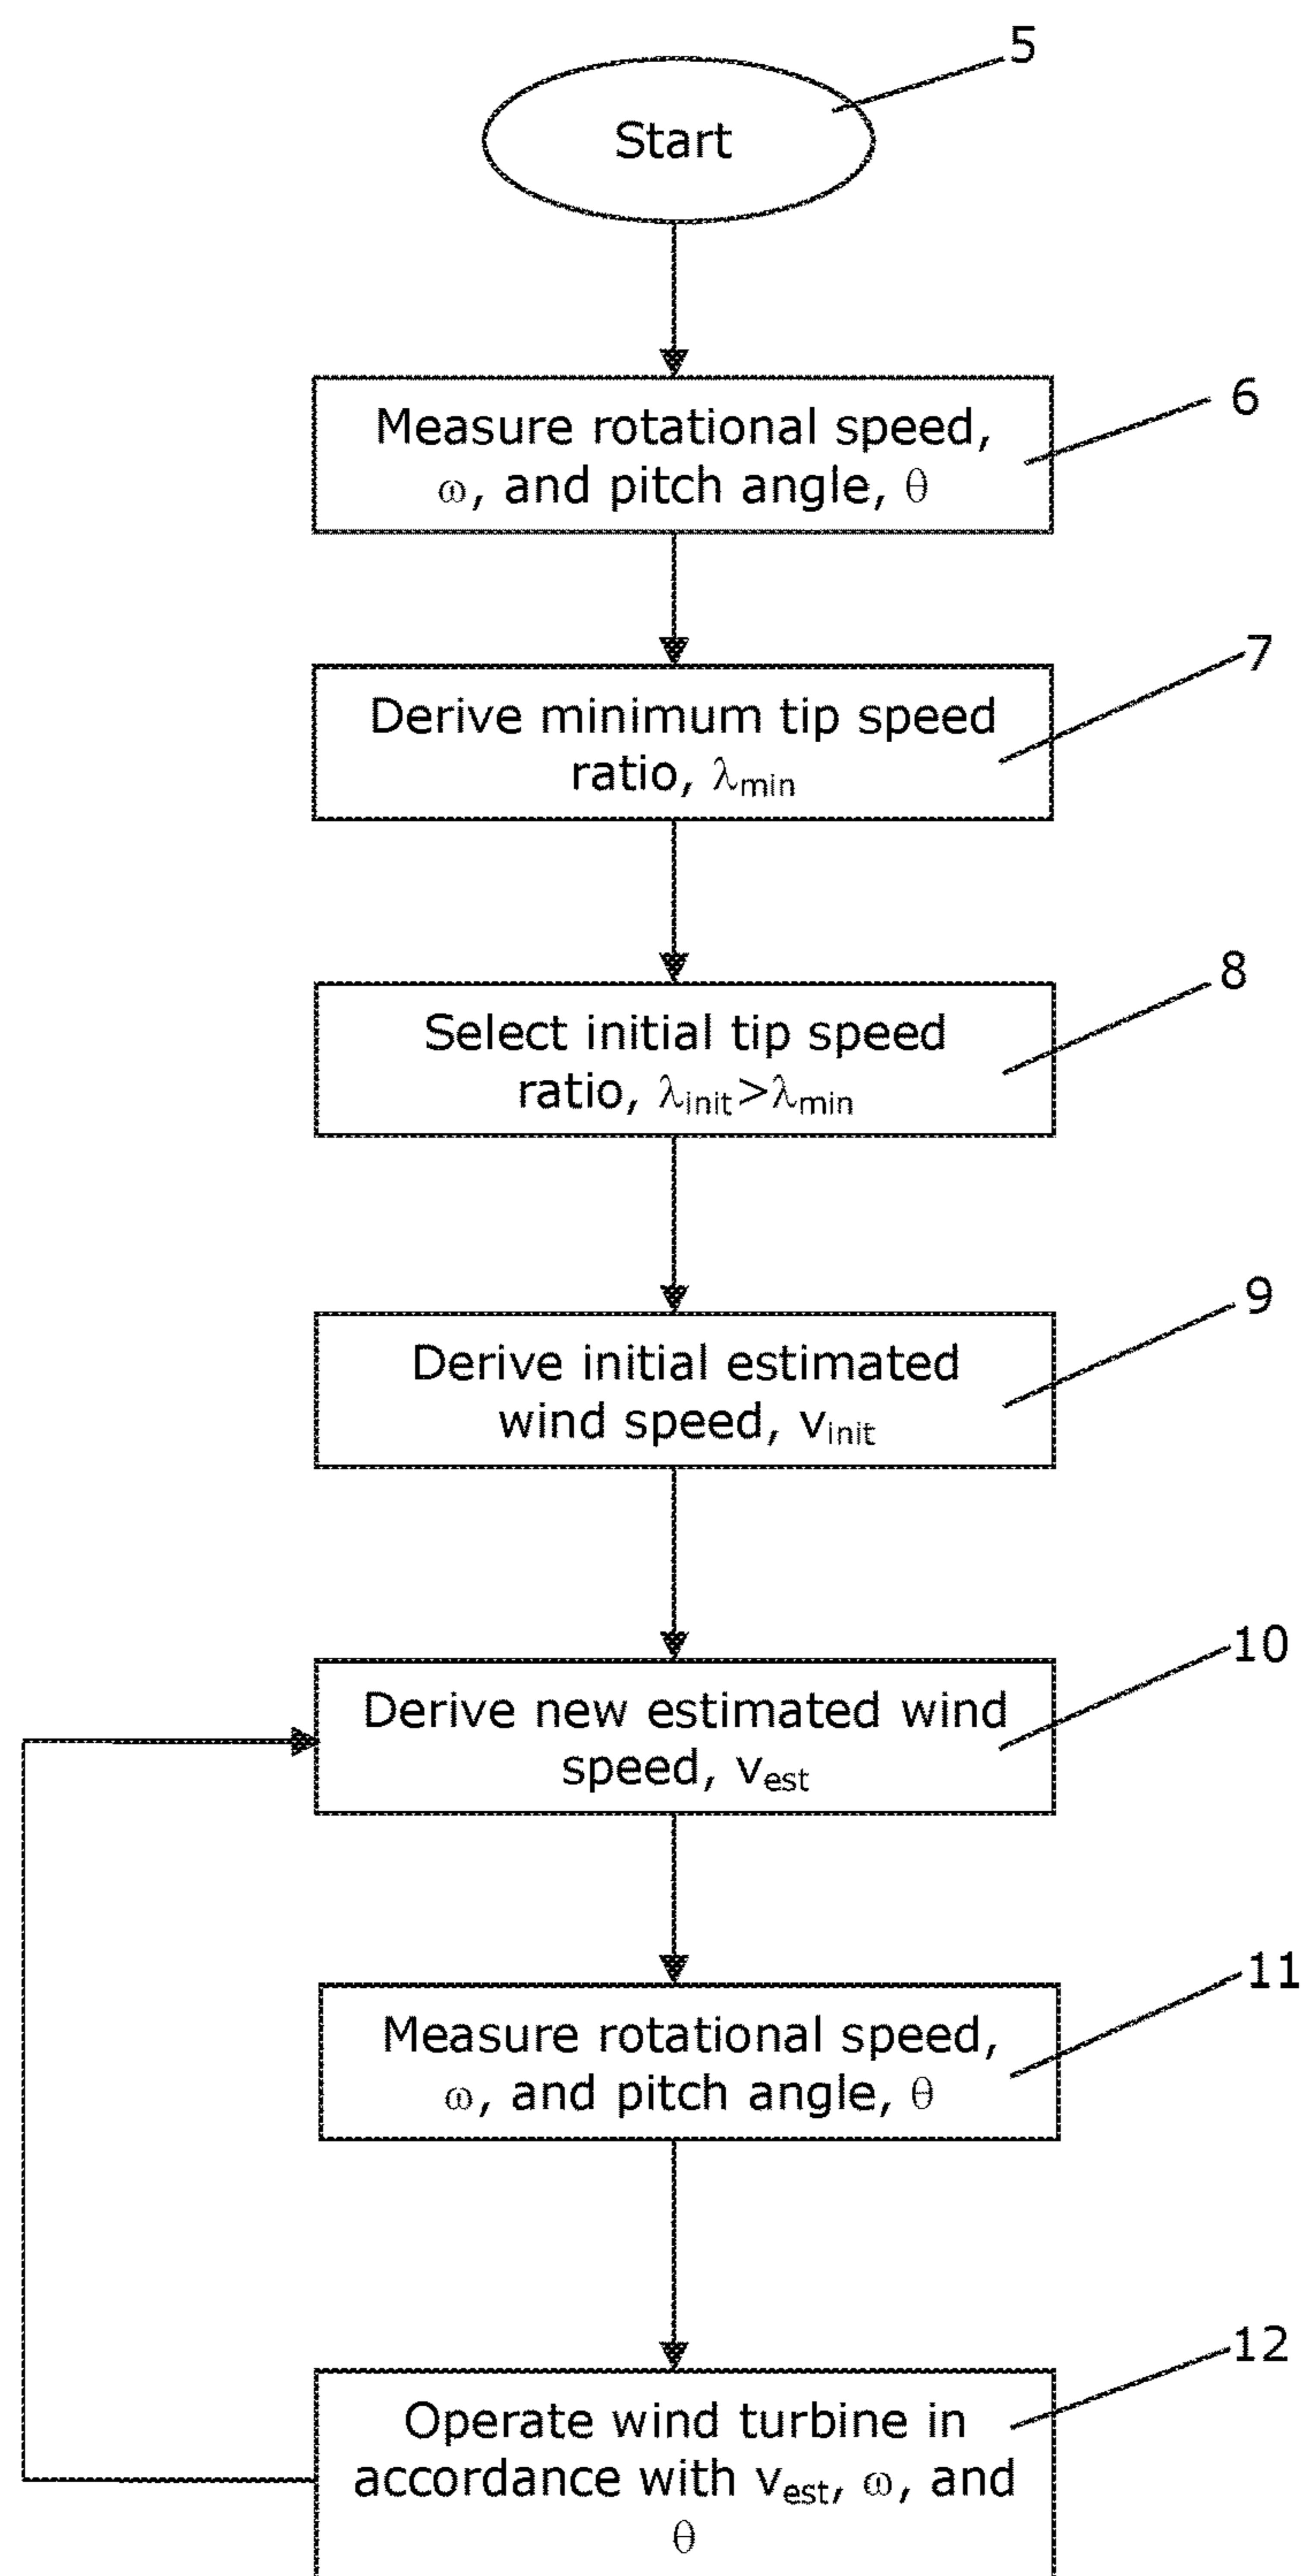 5
Start
6
Measure rotational speed,
ω, and pitch angle, θ
7
Derive minimum tip speed
ratio, λmin
8
Select initial tip speed
ratio, λinit>λmin
9
Derive initial estimated
wind speed, vinit
10
Derive new estimated wind
speed, vest
11
Measure rotational speed,
ω, and pitch angle, θ
12
Operate wind turbine in
accordance with vest, ω, and
θ